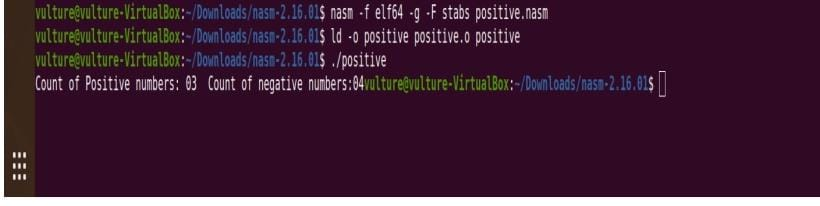 vulture@vulture-VirtualBox:~/Downloads/nasm-2.16.01$ nasm -f elf64 -g -F stabs positive.nasm
vulture@vulture-VirtualBox:~/Downloads/nasm-2.16.01$ ld -o positive positive.o positive
vulture@vulture-VirtualBox:~/Downloads/nasm-2.16.01$ ./positive
Count of Positive numbers: 03  Count of negative numbers:04vulture@vulture-VirtualBox:~/Downloads/nasm-2.16.01$